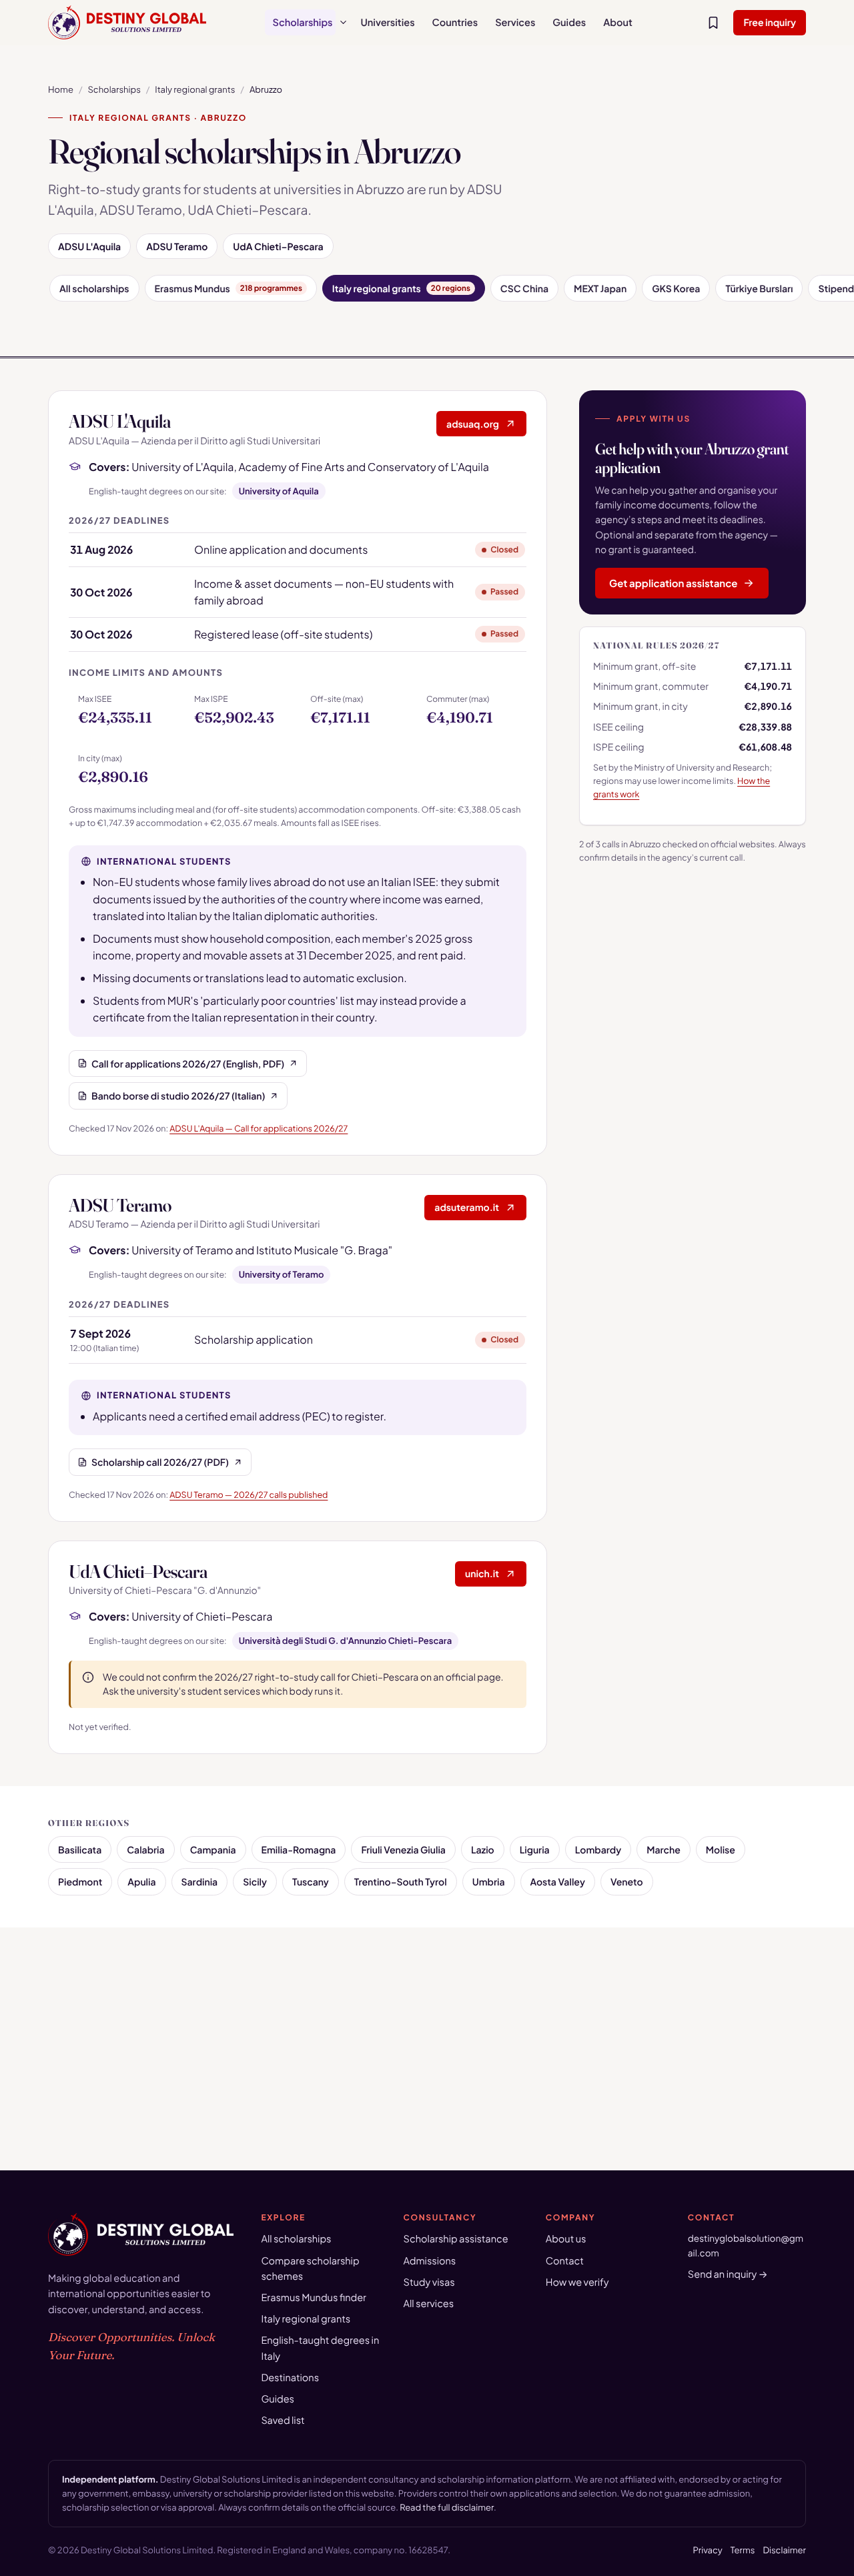 DESTINY GLOBAL
SOLUTIONS LIMITED
Scholarships
Universities
Countries
Services
Guides
About
Free inquiry
Home / Scholarships / Italy regional grants / Abruzzo
ITALY REGIONAL GRANTS · ABRUZZO
Regional scholarships in Abruzzo
Right-to-study grants for students at universities in Abruzzo are run by ADSU
L'Aquila, ADSU Teramo, UdA Chieti–Pescara.
ADSU L'Aquila
ADSU Teramo
UdA Chieti–Pescara
All scholarships
Erasmus Mundus 218 programmes
Italy regional grants 20 regions
CSC China
MEXT Japan
GKS Korea
Türkiye Bursları
Stipend
ADSU L'Aquila
adsuaq.org
ADSU L'Aquila — Azienda per il Diritto agli Studi Universitari
Covers: University of L'Aquila, Academy of Fine Arts and Conservatory of L'Aquila
English-taught degrees on our site: University of Aquila
2026/27 DEADLINES
31 Aug 2026 Online application and documents Closed
30 Oct 2026 Income & asset documents — non-EU students with
family abroad Passed
30 Oct 2026 Registered lease (off-site students) Passed
INCOME LIMITS AND AMOUNTS
Max ISEE
€24,335.11
Max ISPE
€52,902.43
Off-site (max)
€7,171.11
Commuter (max)
€4,190.71
In city (max)
€2,890.16
Gross maximums including meal and (for off-site students) accommodation components. Off-site: €3,388.05 cash
+ up to €1,747.39 accommodation + €2,035.67 meals. Amounts fall as ISEE rises.
INTERNATIONAL STUDENTS
Non-EU students whose family lives abroad do not use an Italian ISEE: they submit
documents issued by the authorities of the country where income was earned,
translated into Italian by the Italian diplomatic authorities.
Documents must show household composition, each member's 2025 gross
income, property and movable assets at 31 December 2025, and rent paid.
Missing documents or translations lead to automatic exclusion.
Students from MUR's 'particularly poor countries' list may instead provide a
certificate from the Italian representation in their country.
Call for applications 2026/27 (English, PDF)
Bando borse di studio 2026/27 (Italian)
Checked 17 Nov 2026 on: ADSU L'Aquila — Call for applications 2026/27
APPLY WITH US
Get help with your Abruzzo grant
application
We can help you gather and organise your
family income documents, follow the
agency's steps and meet its deadlines.
Optional and separate from the agency —
no grant is guaranteed.
Get application assistance →
NATIONAL RULES 2026/27
Minimum grant, off-site €7,171.11
Minimum grant, commuter €4,190.71
Minimum grant, in city €2,890.16
ISEE ceiling €28,339.88
ISPE ceiling €61,608.48
Set by the Ministry of University and Research;
regions may use lower income limits. How the
grants work
2 of 3 calls in Abruzzo checked on official websites. Always
confirm details in the agency's current call.
ADSU Teramo
adsuteramo.it
ADSU Teramo — Azienda per il Diritto agli Studi Universitari
Covers: University of Teramo and Istituto Musicale "G. Braga"
English-taught degrees on our site: University of Teramo
2026/27 DEADLINES
7 Sept 2026 Scholarship application Closed
12:00 (Italian time)
INTERNATIONAL STUDENTS
Applicants need a certified email address (PEC) to register.
Scholarship call 2026/27 (PDF)
Checked 17 Nov 2026 on: ADSU Teramo — 2026/27 calls published
UdA Chieti–Pescara
unich.it
University of Chieti–Pescara "G. d'Annunzio"
Covers: University of Chieti–Pescara
English-taught degrees on our site: Università degli Studi G. d'Annunzio Chieti–Pescara
We could not confirm the 2026/27 right-to-study call for Chieti–Pescara on an official page.
Ask the university's student services which body runs it.
Not yet verified.
OTHER REGIONS
Basilicata
Calabria
Campania
Emilia-Romagna
Friuli Venezia Giulia
Lazio
Liguria
Lombardy
Marche
Molise
Piedmont
Apulia
Sardinia
Sicily
Tuscany
Trentino–South Tyrol
Umbria
Aosta Valley
Veneto
DESTINY GLOBAL
SOLUTIONS LIMITED
Making global education and
international opportunities easier to
discover, understand, and access.
Discover Opportunities. Unlock
Your Future.
EXPLORE
All scholarships
Compare scholarship
schemes
Erasmus Mundus finder
Italy regional grants
English-taught degrees in
Italy
Destinations
Guides
Saved list
CONSULTANCY
Scholarship assistance
Admissions
Study visas
All services
COMPANY
About us
Contact
How we verify
CONTACT
destinyglobalsolution@gm
ail.com
Send an inquiry →
Independent platform. Destiny Global Solutions Limited is an independent consultancy and scholarship information platform. We are not affiliated with, endorsed by or acting for
any government, embassy, university or scholarship provider listed on this website. Providers control their own applications and selection. We do not guarantee admission,
scholarship selection or visa approval. Always confirm details on the official source. Read the full disclaimer.
© 2026 Destiny Global Solutions Limited. Registered in England and Wales, company no. 16628547.
Privacy
Terms
Disclaimer